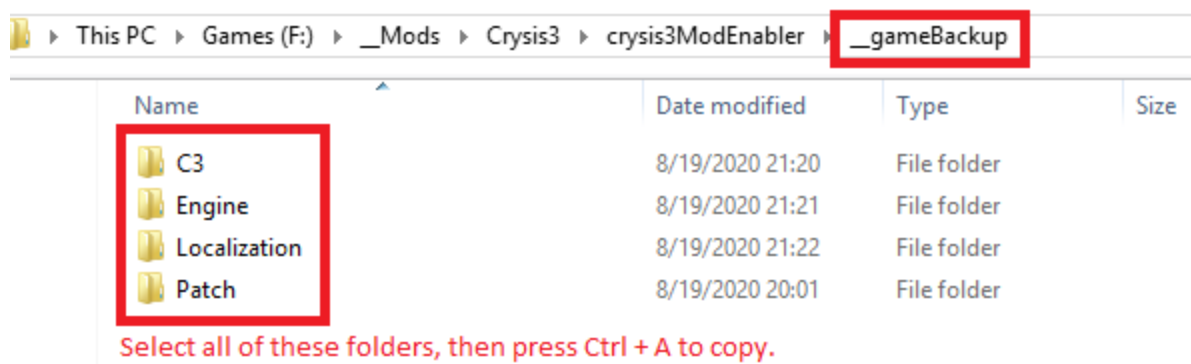 This PC Games (F:) __Mods Crysis3 crysis3ModEnabler __gameBackup
Name Date modified Type Size
C3 8/19/2020 21:20 File folder
Engine 8/19/2020 21:21 File folder
Localization 8/19/2020 21:22 File folder
Patch 8/19/2020 20:01 File folder
Select all of these folders, then press Ctrl + A to copy.